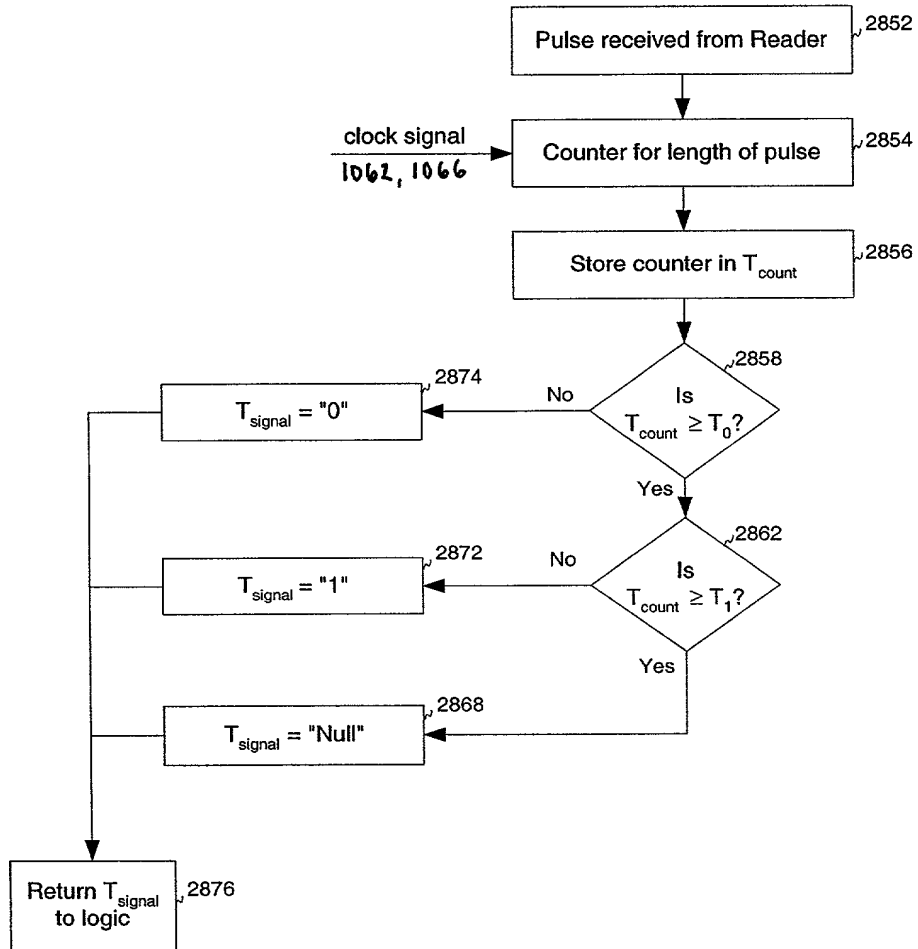 Pulse received from Reader
2852
clock signal
1062, 1066
Counter for length of pulse
2854
Store counter in T_count
2856
2858
Is
T_count ≥ T_0?
No
Yes
2874
T_signal = "0"
2862
Is
T_count ≥ T_1?
No
Yes
2872
T_signal = "1"
2868
T_signal = "Null"
Return T_signal
to logic
2876